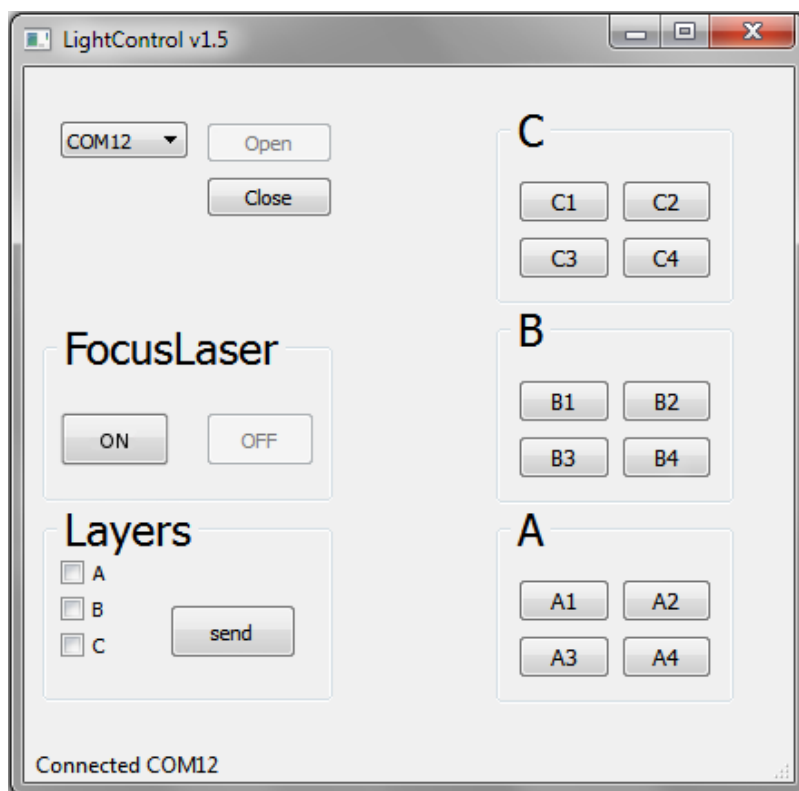 LightControl v1.5
COM12 Open
Close
C
C1 C2
C3 C4
FocusLaser
ON OFF
B
B1 B2
B3 B4
Layers
A
B
C
send
A
A1 A2
A3 A4
Connected COM12